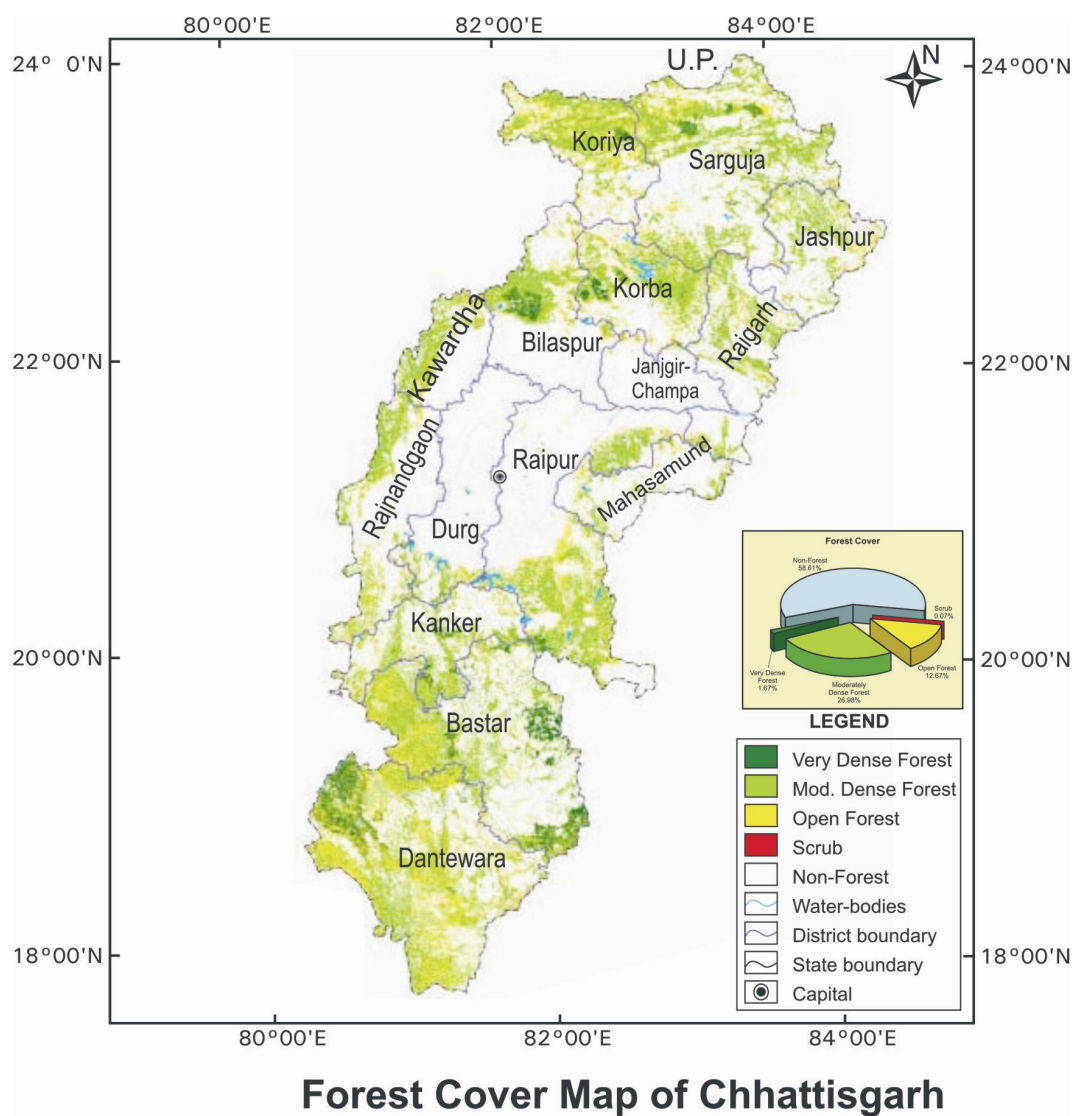 80°00'E 82°00'E 84°00'E
24° 0'N
24°00'N
U.P.
N
Koriya
Sarguja
Jashpur
Korba
Kawardha
Raigarh
Bilaspur
22°00'N
22°00'N
Janjgir-
Champa
Rajnandgaon
Raipur
Mahasamund
Durg
Kanker
20°00'N
20°00'N
Bastar
Dantewara
18°00'N
18°00'N
Forest Cover
Non-Forest
58.61%
Scrub
0.07%
Open Forest
12.67%
Very Dense
Forest
1.67%
Moderately
Dense Forest
26.98%
LEGEND
Very Dense Forest
Mod. Dense Forest
Open Forest
Scrub
Non-Forest
Water-bodies
District boundary
State boundary
Capital
80°00'E 82°00'E 84°00'E
Forest Cover Map of Chhattisgarh